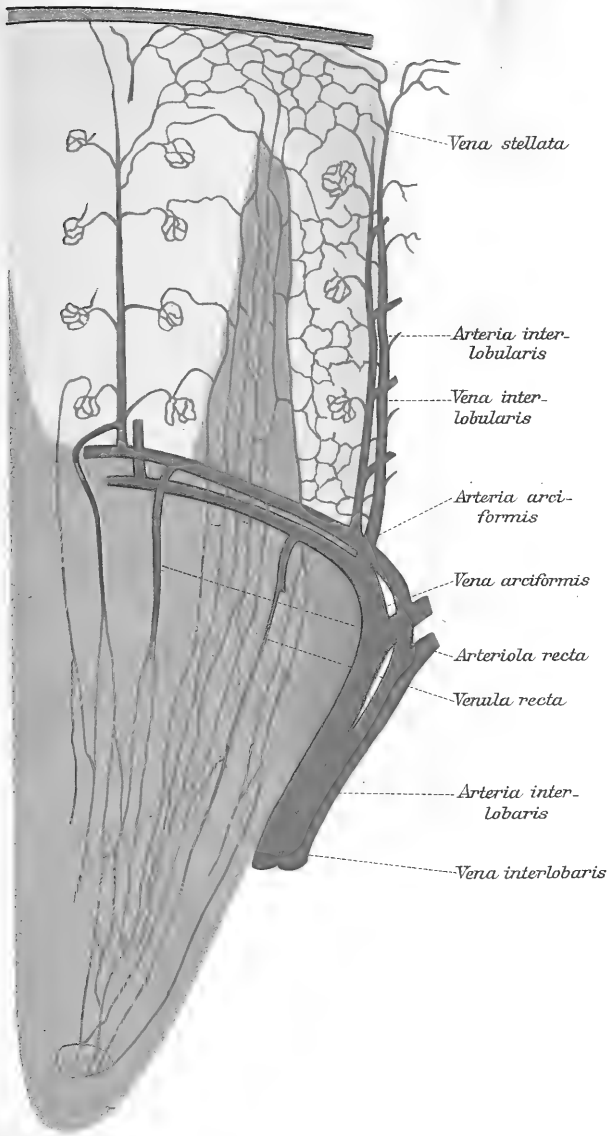 Vena stellata
Arteria inter-
lobularis
Vena inter-
lobularis
Arteria arci-
formis
Vena arciformis
Arteriola recta
Venula recta
Arteria inter-
lobaris
Vena interlobaris